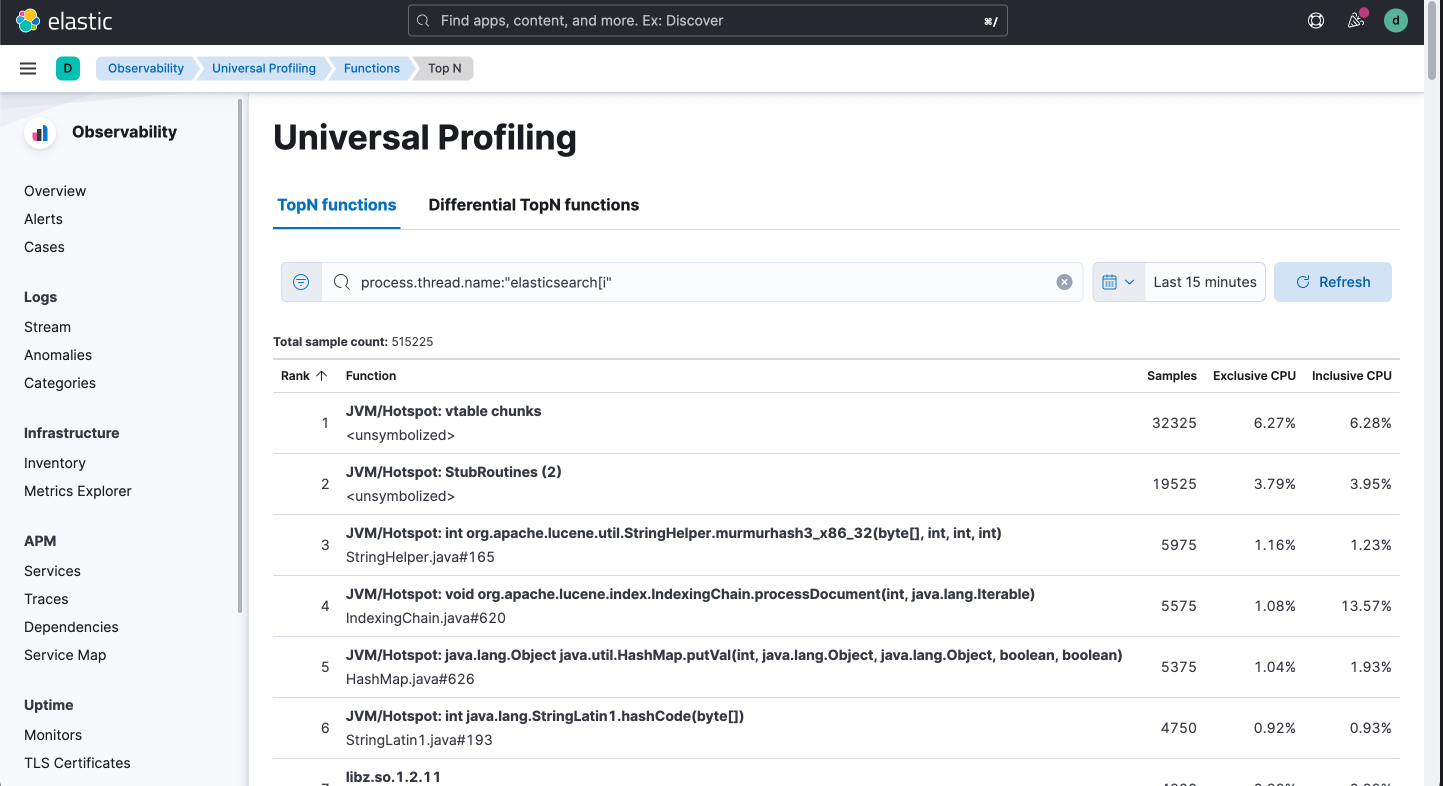 elastic
Find apps, content, and more. Ex: Discover
⌘/
d
D
Observability
Universal Profiling
Functions
Top N
Observability
Overview
Alerts
Cases
Logs
Stream
Anomalies
Categories
Infrastructure
Inventory
Metrics Explorer
APM
Services
Traces
Dependencies
Service Map
Uptime
Monitors
TLS Certificates
Universal Profiling
TopN functions Differential TopN functions
process.thread.name:"elasticsearch[i"
Last 15 minutes
Refresh
Total sample count: 515225
Rank ↑ Function Samples Exclusive CPU Inclusive CPU
1 JVM/Hotspot: vtable chunks 32325 6.27% 6.28%
<unsymbolized>
2 JVM/Hotspot: StubRoutines (2) 19525 3.79% 3.95%
<unsymbolized>
3 JVM/Hotspot: int org.apache.lucene.util.StringHelper.murmurhash3_x86_32(byte[], int, int, int) 5975 1.16% 1.23%
StringHelper.java#165
4 JVM/Hotspot: void org.apache.lucene.index.IndexingChain.processDocument(int, java.lang.Iterable) 5575 1.08% 13.57%
IndexingChain.java#620
5 JVM/Hotspot: java.lang.Object java.util.HashMap.putVal(int, java.lang.Object, java.lang.Object, boolean, boolean) 5375 1.04% 1.93%
HashMap.java#626
6 JVM/Hotspot: int java.lang.StringLatin1.hashCode(byte[]) 4750 0.92% 0.93%
StringLatin1.java#193
libz.so.1.2.11